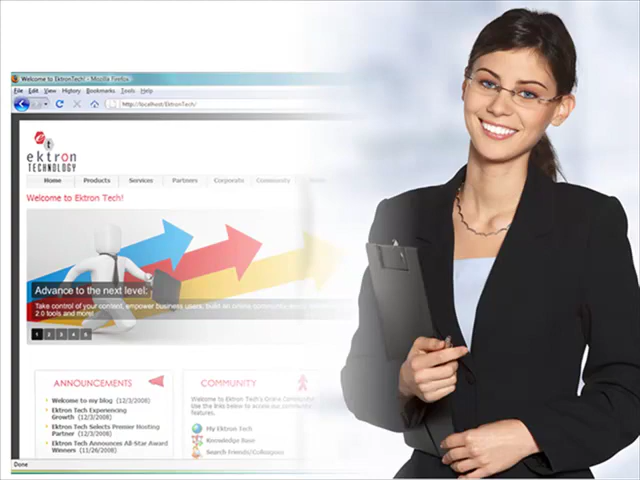 Welcome to EktronTech! - Mozilla Firefox
File Edit View History Bookmarks Tools Help
http://localhost/EktronTech/
ektron
TECHNOLOGY
Home Products Services Partners Corporate Community
Welcome to Ektron Tech!
Advance to the next level:
Take control of your content, empower business users, build an online community
2.0 tools and more!
1 2 3 4 5
ANNOUNCEMENTS
Welcome to my blog (12/3/2008)
Ektron Tech Experiencing
Growth (12/3/2008)
Ektron Tech Selects Premier Hosting
Partner (12/3/2008)
Ektron Tech Announces All-Star Award
Winners (11/26/2008)
COMMUNITY
Welcome to Ektron Tech's Online Community
Use the links below to access our community
features.
My Ektron Tech
Knowledge Base
Search Friends/Colleagues
Done